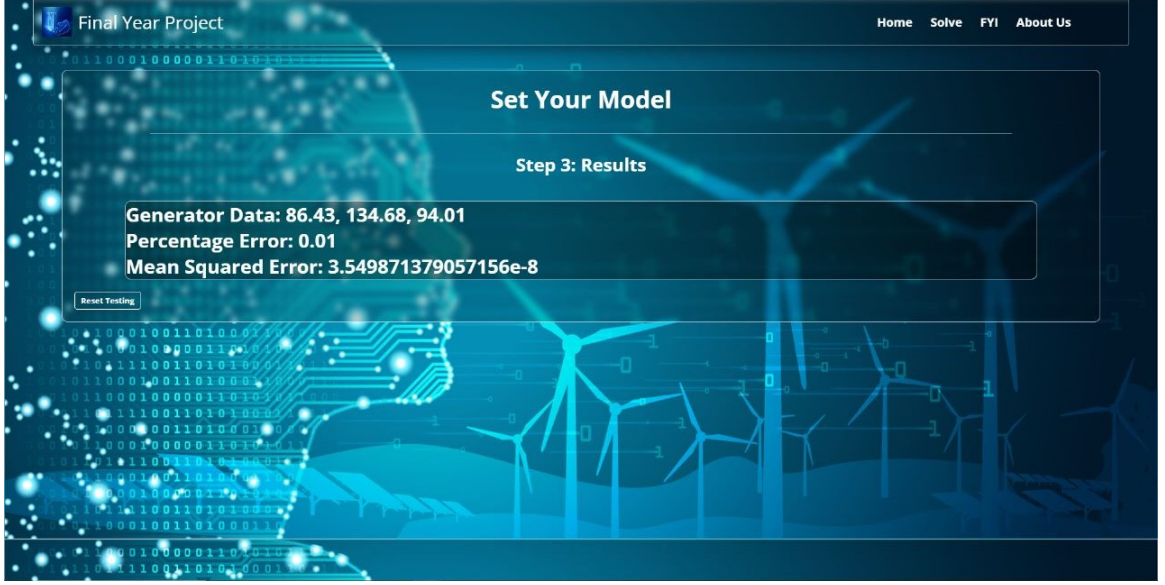 Final Year Project
Home Solve FYI About Us
Set Your Model
Step 3: Results
Generator Data: 86.43, 134.68, 94.01
Percentage Error: 0.01
Mean Squared Error: 3.549871379057156e-8
Reset Testing